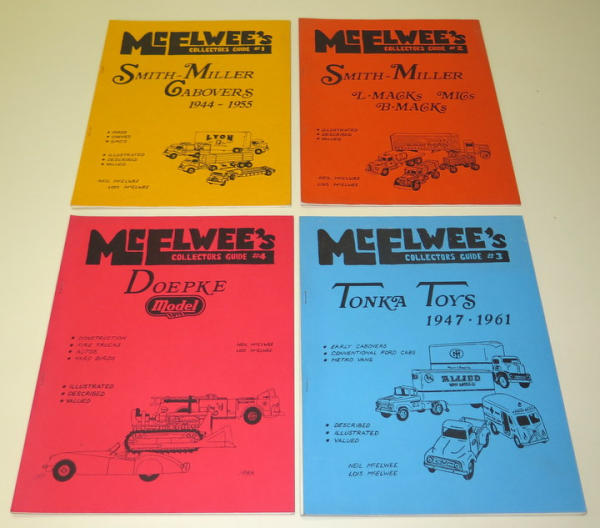 McElwee's
COLLECTORS GUIDE #1
SMITH-MILLER
CABOVERS
1944 - 1955
ILLUSTRATED
DESCRIBED
VALUED
LYON
NEIL McELWEE
LOIS McELWEE
McElwee's
COLLECTORS GUIDE #2
SMITH-MILLER
L-MACKs MICs
B-MACKs
ILLUSTRATED
DESCRIBED
VALUED
NEIL McELWEE
LOIS McELWEE
McElwee's
COLLECTORS GUIDE #4
DOEPKE
Model
TOYS
• CONSTRUCTION
• FIRE TRUCKS
• AUTOS
• YARD BIRDS
NEIL McELWEE
LOIS McELWEE
• ILLUSTRATED
• DESCRIBED
• VALUED
McElwee's
COLLECTORS GUIDE #3
TONKA TOYS
1947 - 1961
• EARLY CABOVERS
• CONVENTIONAL FORD CABS
• METRO VANS
ALLIED
• DESCRIBED
• ILLUSTRATED
• VALUED
NEIL McELWEE
LOIS McELWEE